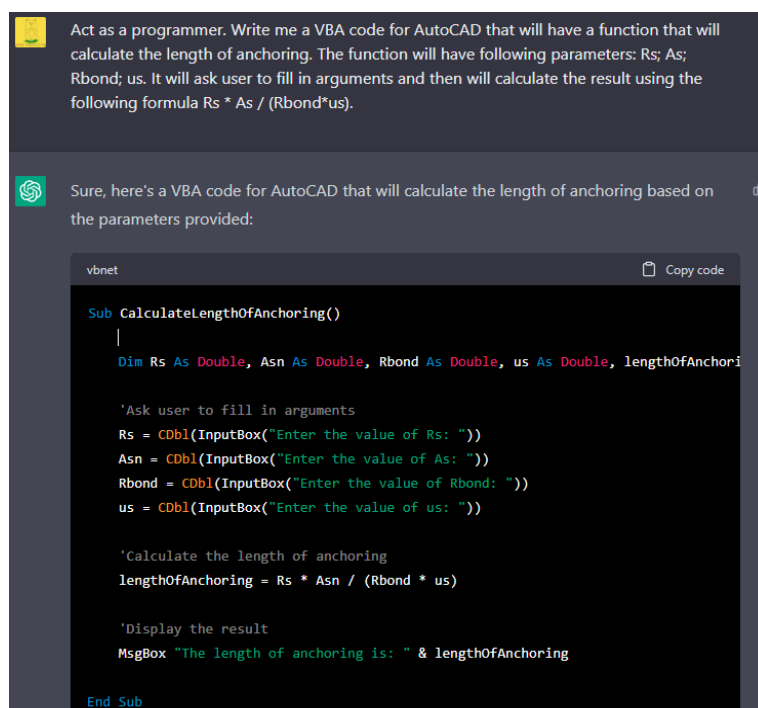 Act as a programmer. Write me a VBA code for AutoCAD that will have a function that will
calculate the length of anchoring. The function will have following parameters: Rs; As;
Rbond; us. It will ask user to fill in arguments and then will calculate the result using the
following formula Rs * As / (Rbond*us).
Sure, here's a VBA code for AutoCAD that will calculate the length of anchoring based on
the parameters provided:
vbnet Copy code
Sub CalculateLengthOfAnchoring()
Dim Rs As Double, Asn As Double, Rbond As Double, us As Double, lengthOfAnchori
'Ask user to fill in arguments
Rs = CDbl(InputBox("Enter the value of Rs: "))
Asn = CDbl(InputBox("Enter the value of As: "))
Rbond = CDbl(InputBox("Enter the value of Rbond: "))
us = CDbl(InputBox("Enter the value of us: "))
'Calculate the length of anchoring
lengthOfAnchoring = Rs * Asn / (Rbond * us)
'Display the result
MsgBox "The length of anchoring is: " & lengthOfAnchoring
End Sub